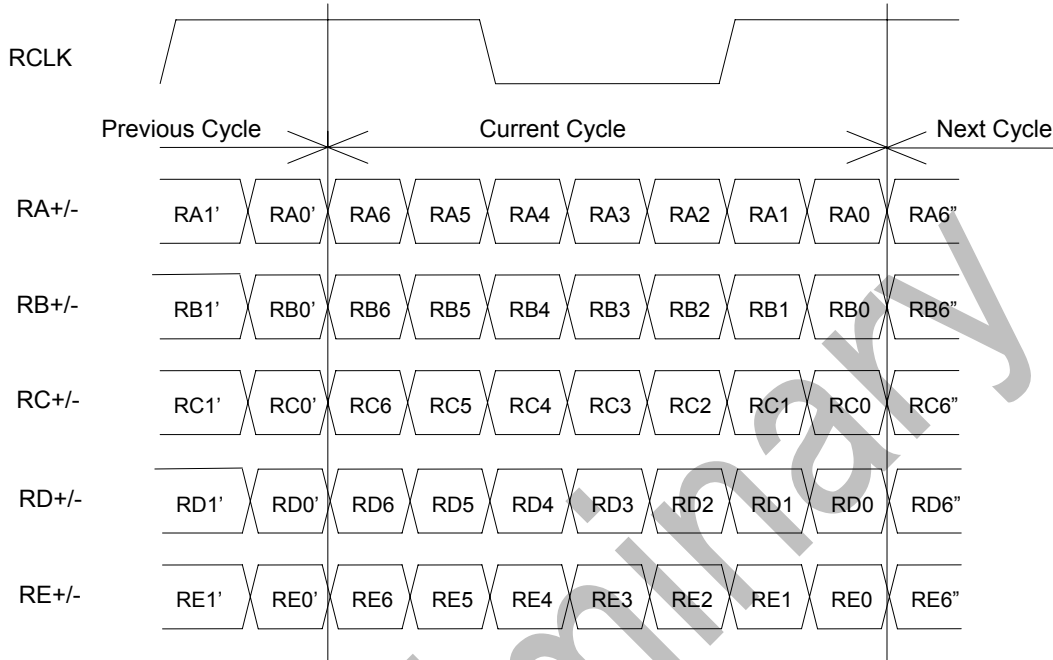 RCLK
Previous Cycle Current Cycle Next Cycle
RA+/- RA1’ RA0’ RA6 RA5 RA4 RA3 RA2 RA1 RA0 RA6”
RB+/- RB1’ RB0’ RB6 RB5 RB4 RB3 RB2 RB1 RB0 RB6”
RC+/- RC1’ RC0’ RC6 RC5 RC4 RC3 RC2 RC1 RC0 RC6”
RD+/- RD1’ RD0’ RD6 RD5 RD4 RD3 RD2 RD1 RD0 RD6”
RE+/- RE1’ RE0’ RE6 RE5 RE4 RE3 RE2 RE1 RE0 RE6”
minary